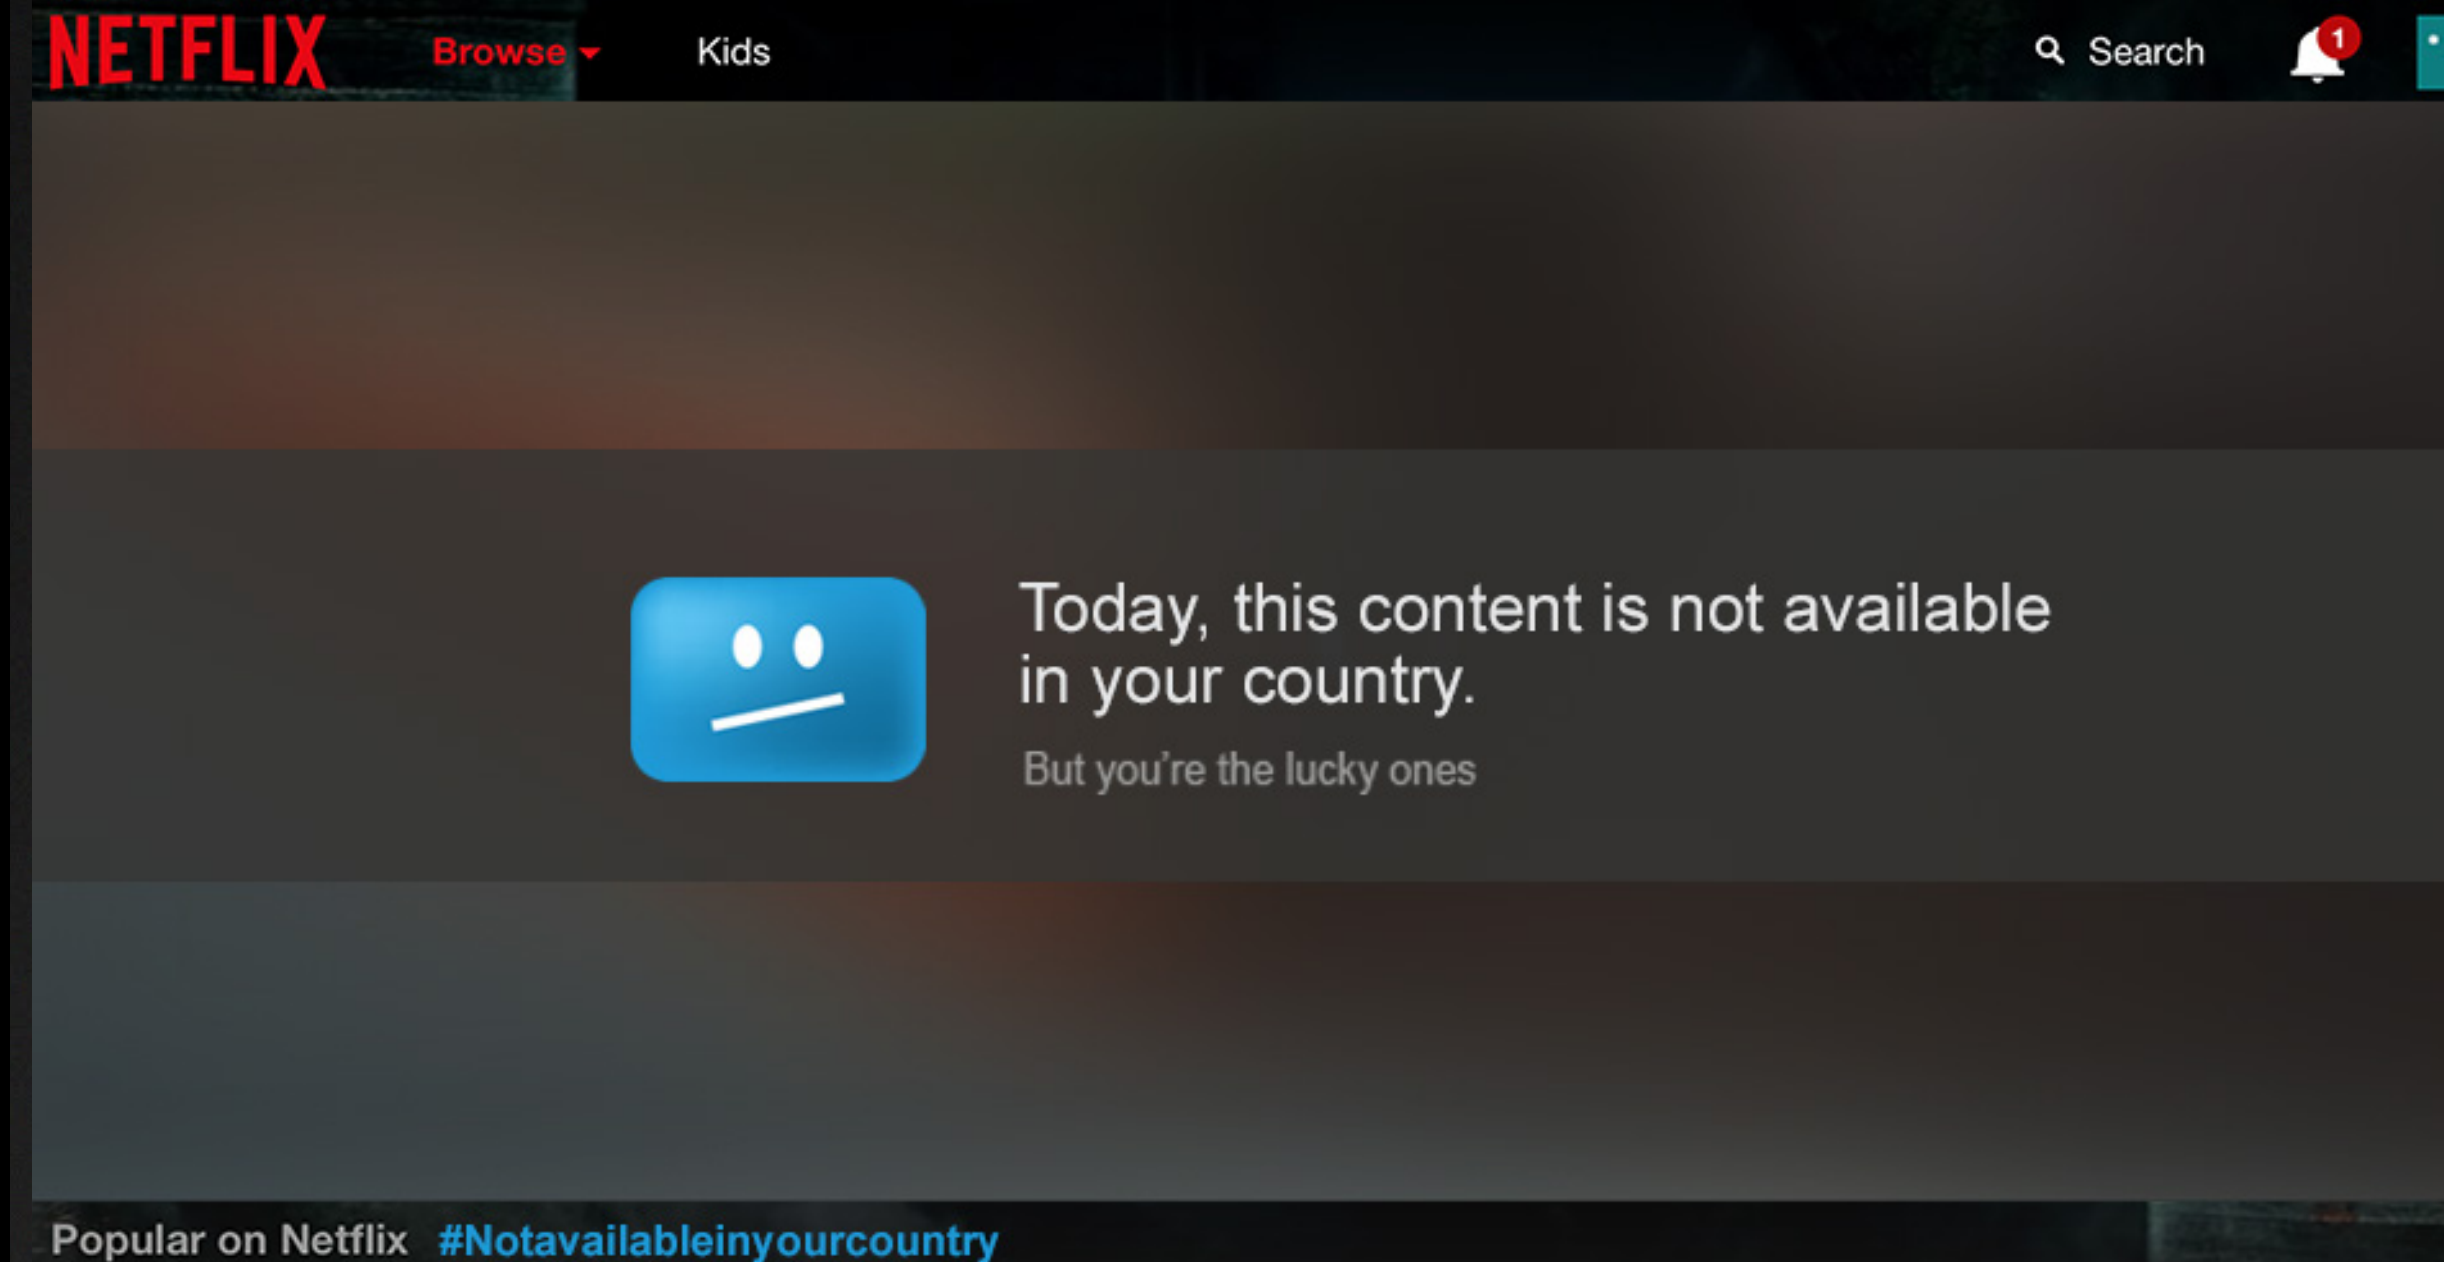 NETFLIX Browse Kids Search 1
Today, this content is not available
in your country.
But you're the lucky ones
Popular on Netflix #Notavailableinyourcountry